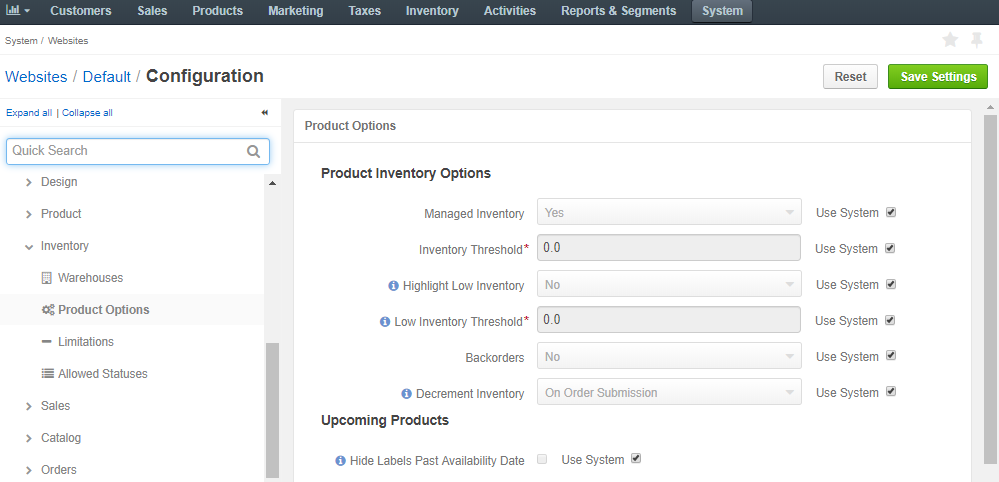 Customers Sales Products Marketing Taxes Inventory Activities Reports & Segments System
System / Websites
Websites / Default / Configuration Reset Save Settings
Expand all | Collapse all
Quick Search
Design
Product
Inventory
Warehouses
Product Options
Limitations
Allowed Statuses
Sales
Catalog
Orders
Product Options
Product Inventory Options
Managed Inventory Yes Use System
Inventory Threshold* 0.0 Use System
Highlight Low Inventory No Use System
Low Inventory Threshold* 0.0 Use System
Backorders No Use System
Decrement Inventory On Order Submission Use System
Upcoming Products
Hide Labels Past Availability Date Use System